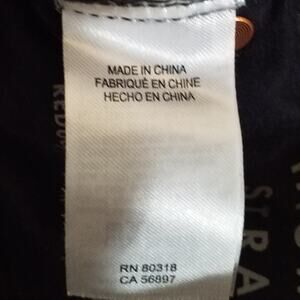 MADE IN CHINA
FABRIQUÉ EN CHINE
HECHO EN CHINA
RN 80318
CA 56897